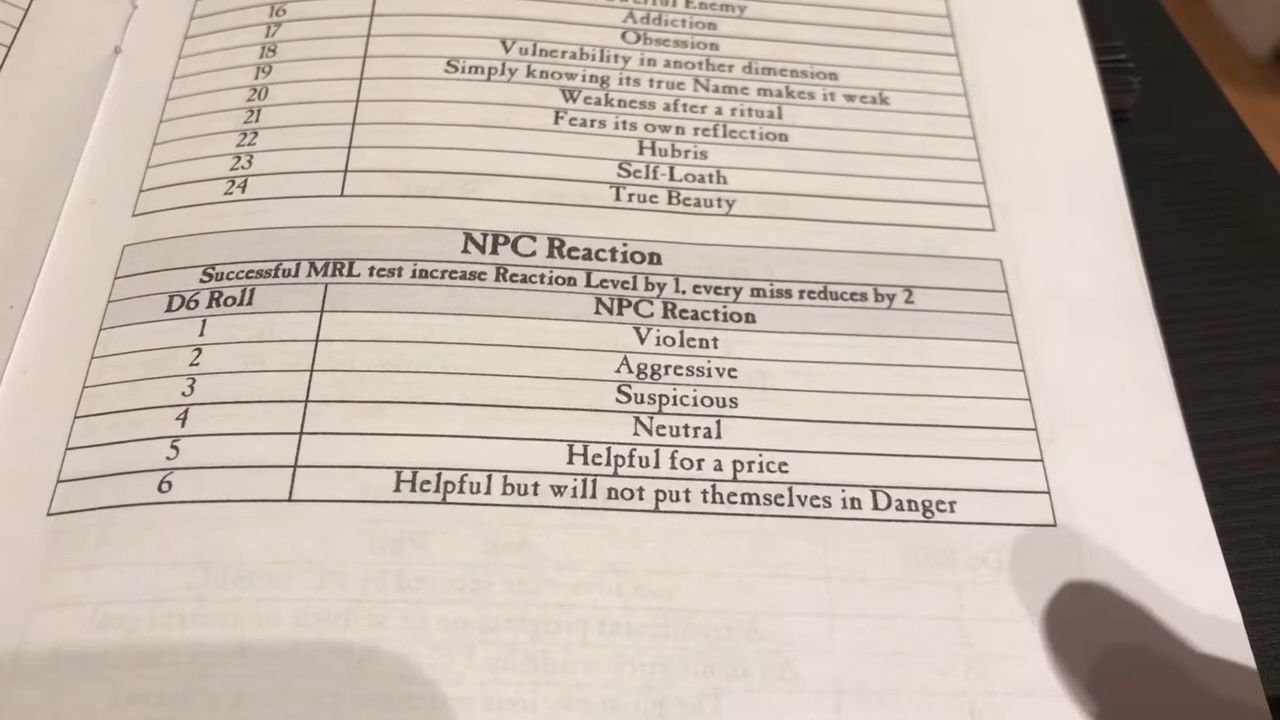 Enemy
16 Addiction
17 Obsession
18 Vulnerability in another dimension
19 Simply knowing its true Name makes it weak
20 Weakness after a ritual
21 Fears its own reflection
22 Hubris
23 Self-Loath
24 True Beauty
NPC Reaction
Successful MRL test increase Reaction Level by 1. every miss reduces by 2
D6 Roll NPC Reaction
1 Violent
2 Aggressive
3 Suspicious
4 Neutral
5 Helpful for a price
6 Helpful but will not put themselves in Danger